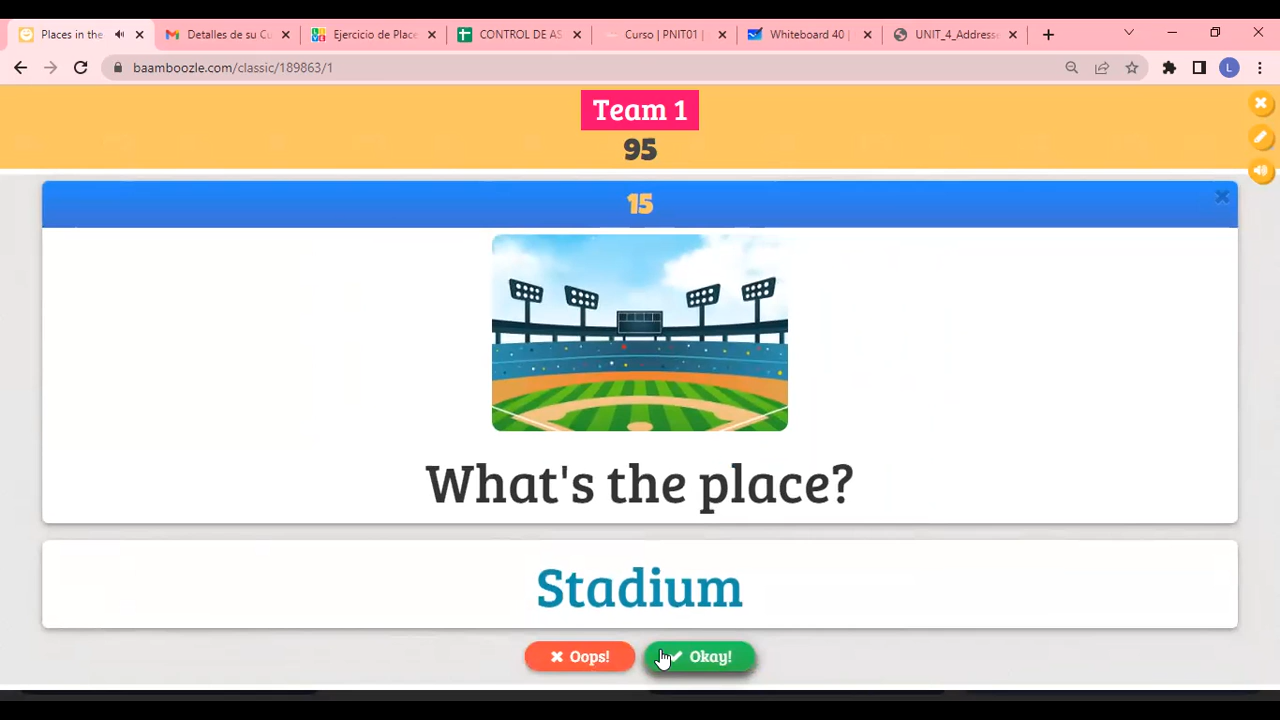 Places in the
Detalles de su Cu
Ejercicio de Place
CONTROL DE AS
Curso | PNIT01 |
Whiteboard 40 |
UNIT_4_Addresse
baamboozle.com/classic/189863/1
L
Team 1
95
15
What's the place?
Stadium
Oops!
Okay!